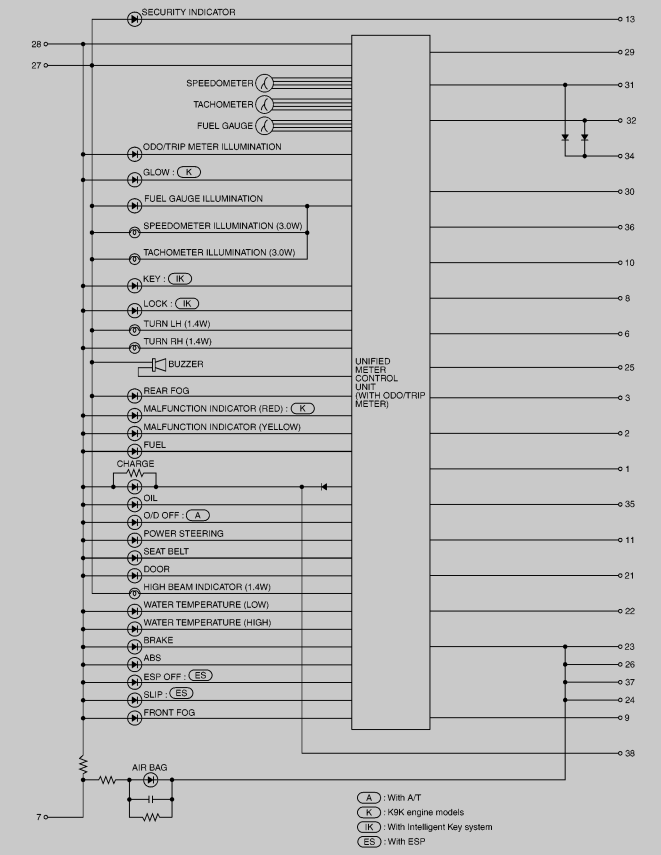 SECURITY INDICATOR
13
28
29
27
SPEEDOMETER
31
TACHOMETER
FUEL GAUGE
32
ODO/TRIP METER ILLUMINATION
34
GLOW : K
30
FUEL GAUGE ILLUMINATION
SPEEDOMETER ILLUMINATION (3.0W)
36
TACHOMETER ILLUMINATION (3.0W)
10
KEY : IK
8
LOCK : IK
TURN LH (1.4W)
6
TURN RH (1.4W)
BUZZER
25
UNIFIED
METER
CONTROL
UNIT
(WITH ODO/TRIP
METER)
REAR FOG
3
MALFUNCTION INDICATOR (RED) : K
MALFUNCTION INDICATOR (YELLOW)
2
FUEL
CHARGE
1
OIL
35
O/D OFF : A
POWER STEERING
11
SEAT BELT
DOOR
21
HIGH BEAM INDICATOR (1.4W)
WATER TEMPERATURE (LOW)
22
WATER TEMPERATURE (HIGH)
BRAKE
23
ABS
26
ESP OFF : ES
37
SLIP : ES
24
FRONT FOG
9
38
AIR BAG
7
A : With A/T
K : K9K engine models
IK : With Intelligent Key system
ES : With ESP